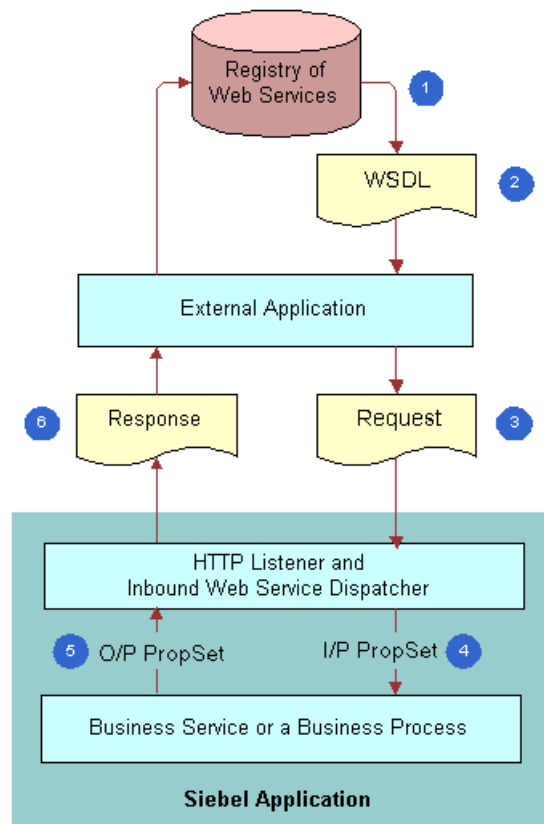 Registry of
Web Services
1
WSDL
2
External Application
6
Response
Request
3
HTTP Listener and
Inbound Web Service Dispatcher
5
O/P PropSet
I/P PropSet
4
Business Service or a Business Process
Siebel Application